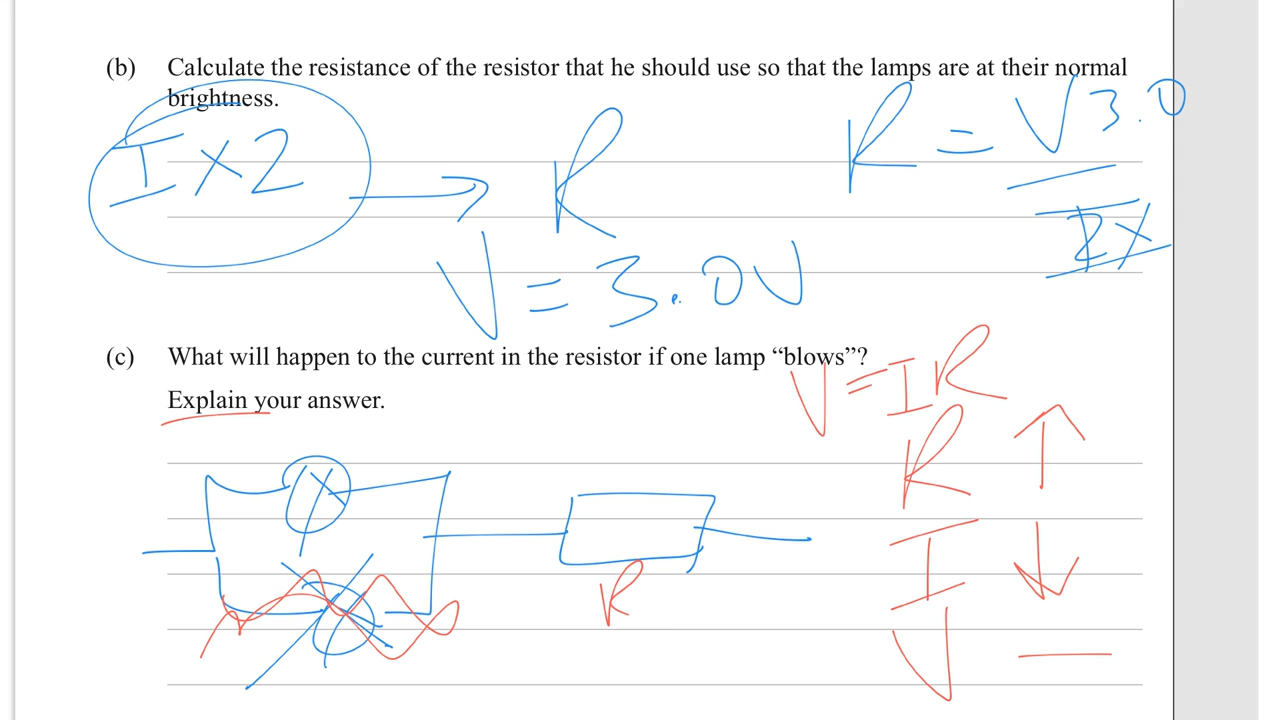 (b) Calculate the resistance of the resistor that he should use so that the lamps are at their normal
brightness.
I × 2 → R
V = 3.0V
R = V 3.0
(c) What will happen to the current in the resistor if one lamp “blows”?
Explain your answer.
V = IR
R ↑
I ↓
V —
R